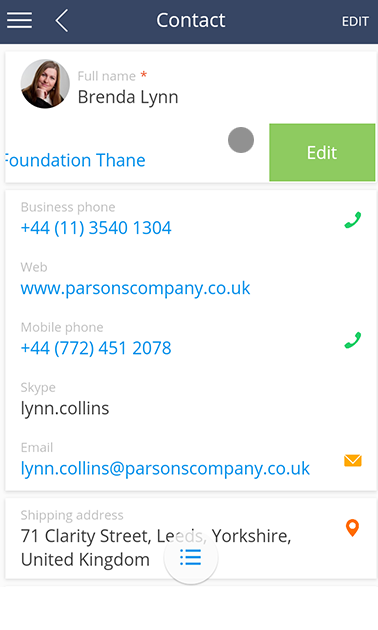 Contact
EDIT
Full name *
Brenda Lynn
Foundation Thane
Edit
Business phone
+44 (11) 3540 1304
Web
www.parsonscompany.co.uk
Mobile phone
+44 (772) 451 2078
Skype
lynn.collins
Email
lynn.collins@parsonscompany.co.uk
Shipping address
71 Clarity Street, Leeds, Yorkshire,
United Kingdom